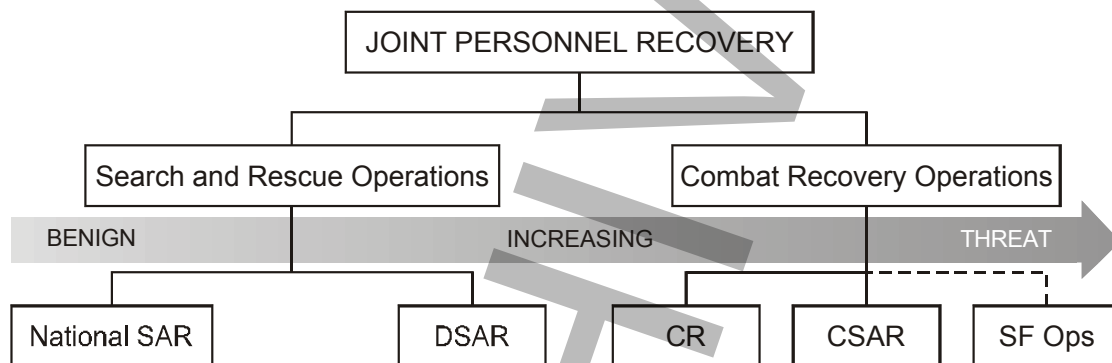 JOINT PERSONNEL RECOVERY
Search and Rescue Operations
Combat Recovery Operations
BENIGN
INCREASING
THREAT
National SAR
DSAR
CR
CSAR
SF Ops